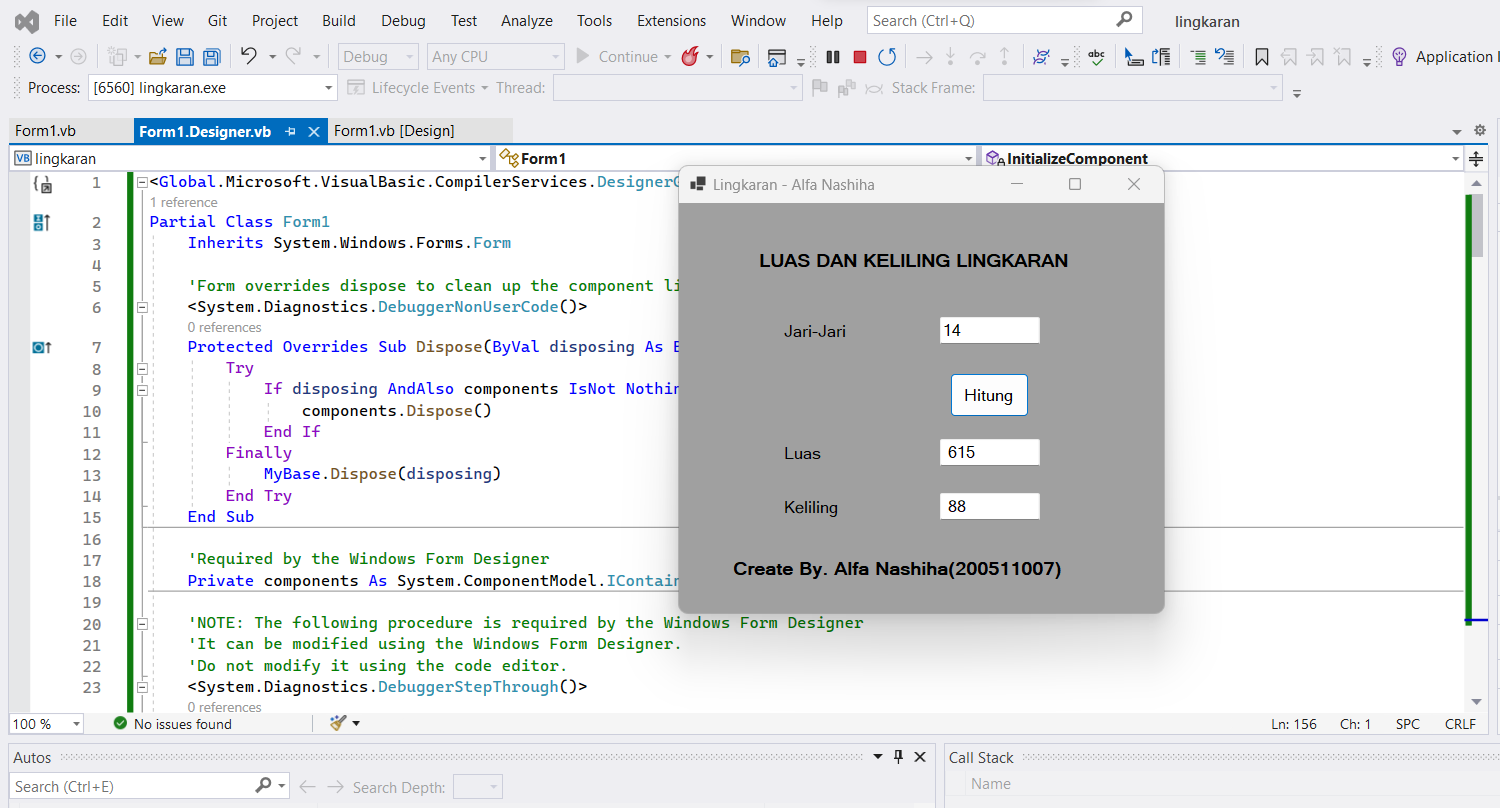 File Edit View Git Project Build Debug Test Analyze Tools Extensions Window Help Search (Ctrl+Q) lingkaran
Debug Any CPU Continue abc Application
Process: [6560] lingkaran.exe Lifecycle Events Thread: Stack Frame:
Form1.vb Form1.Designer.vb Form1.vb [Design]
VB lingkaran Form1 InitializeComponent
1 <Global.Microsoft.VisualBasic.CompilerServices.
1 reference
2 Partial Class Form1
3 Inherits System.Windows.Forms.Form
4
5 'Form overrides dispose to clean up the component
6 <System.Diagnostics.DebuggerNonUserCode()>
0 references
7 Protected Overrides Sub Dispose(ByVal disposing As
8 Try
9 If disposing AndAlso components IsNot
10 components.Dispose()
11 End If
12 Finally
13 MyBase.Dispose(disposing)
14 End Try
15 End Sub
16
17 'Required by the Windows Form Designer
18 Private components As System.ComponentModel.
19
20 'NOTE: The following procedure is required by the Windows Form Designer
21 'It can be modified using the Windows Form Designer.
22 'Do not modify it using the code editor.
23 <System.Diagnostics.DebuggerStepThrough()>
0 references
Lingkaran - Alfa Nashiha
LUAS DAN KELILING LINGKARAN
Jari-Jari 14
Hitung
Luas 615
Keliling 88
Create By. Alfa Nashiha(200511007)
100 % No issues found Ln: 156 Ch: 1 SPC CRLF
Autos Call Stack
Search (Ctrl+E) Search Depth: Name